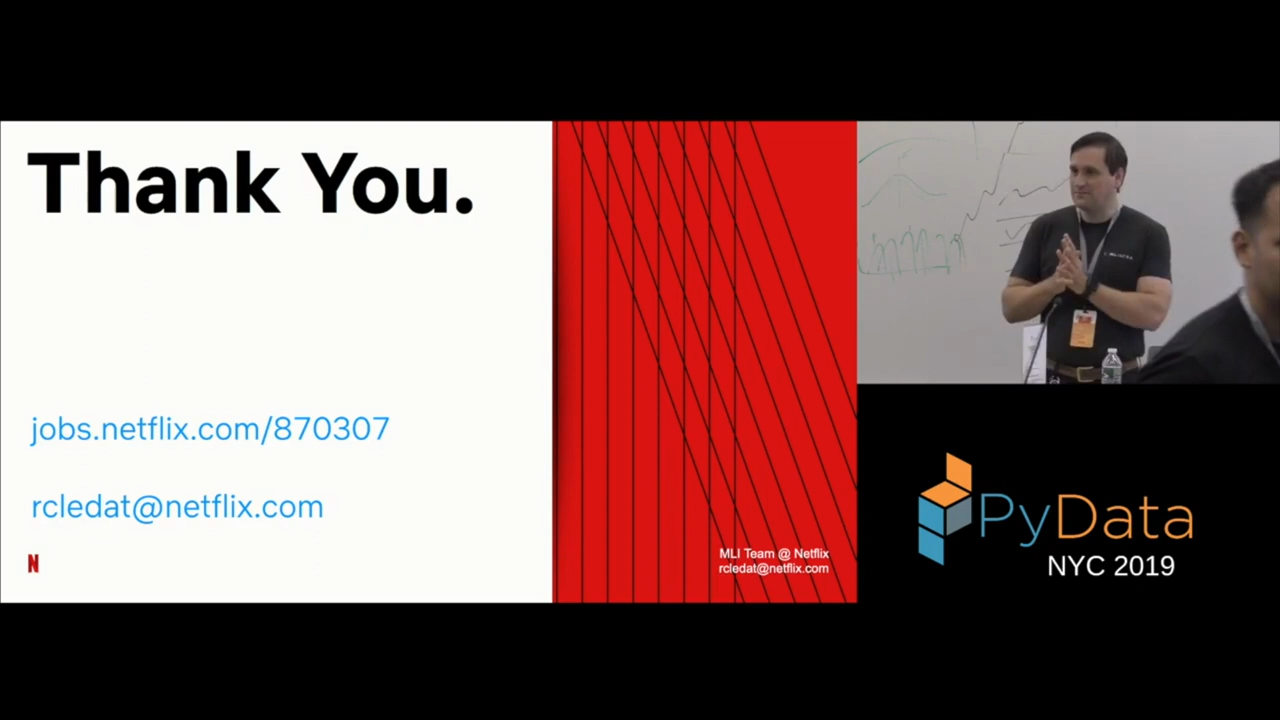 Thank You.
jobs.netflix.com/870307
rcledat@netflix.com
N
MLI Team @ Netflix
rcledat@netflix.com
PyData
NYC 2019